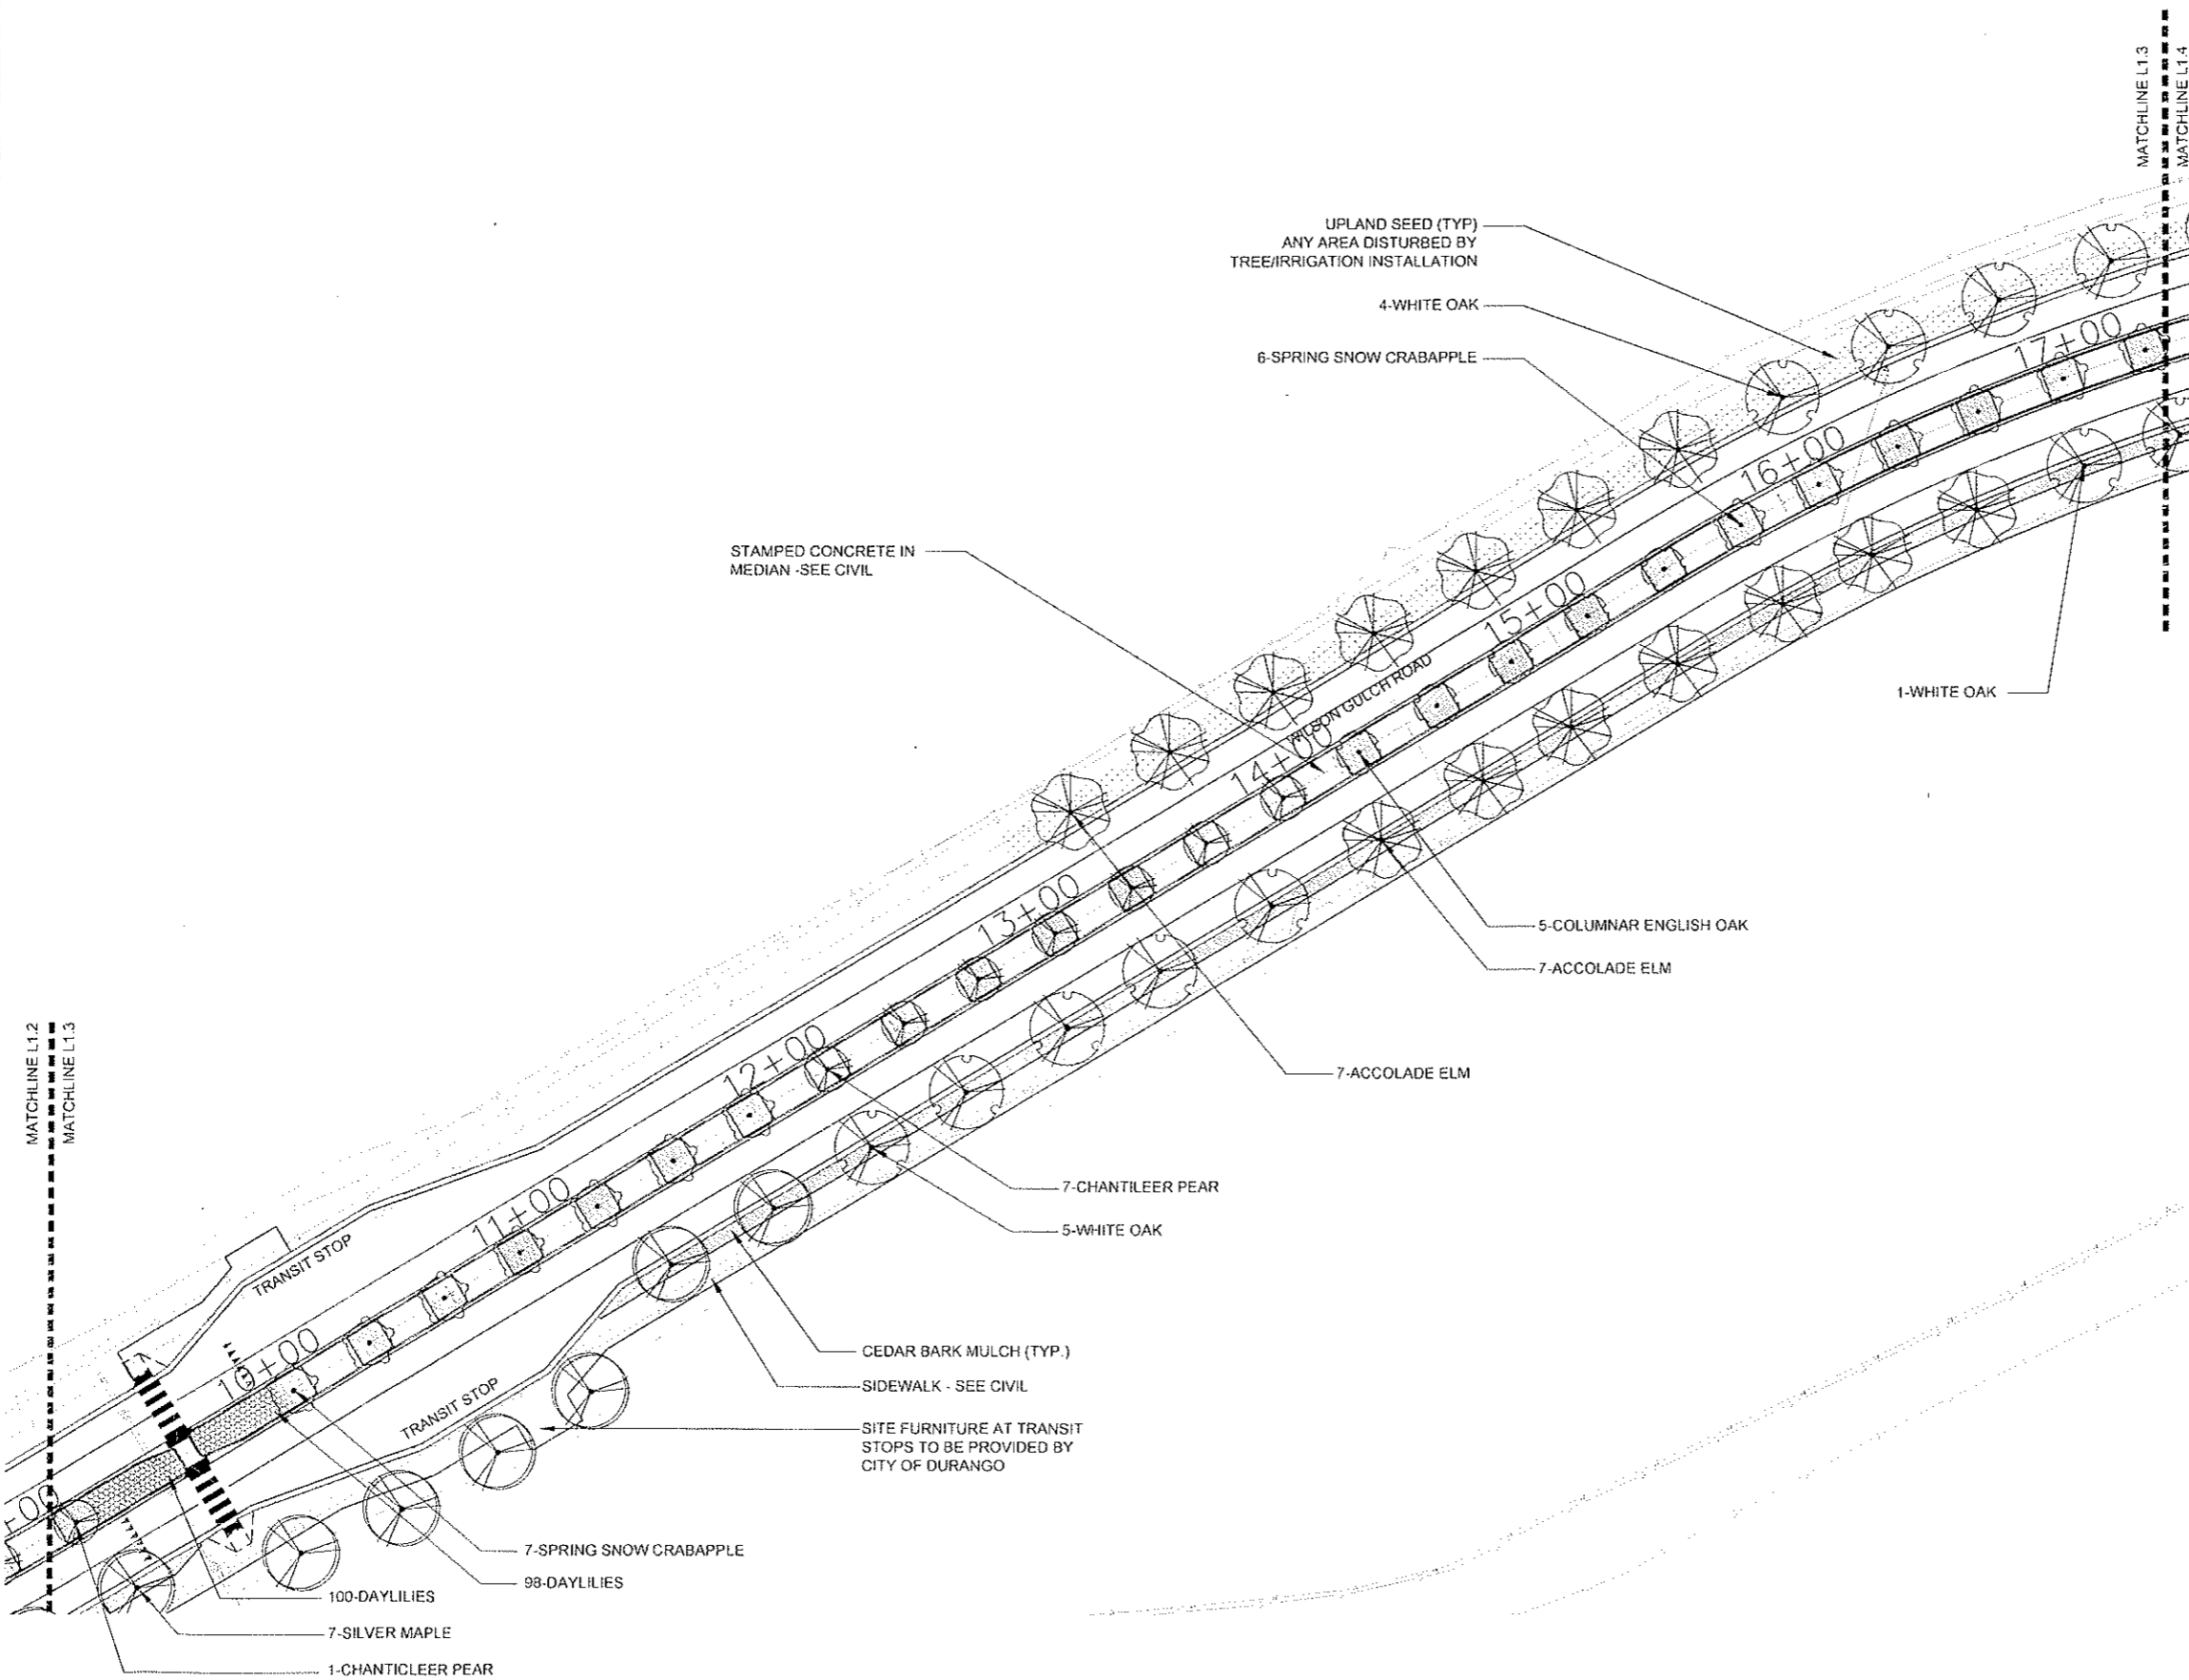 MATCHLINE L1.3
MATCHLINE L1.4
UPLAND SEED (TYP)
ANY AREA DISTURBED BY
TREE/IRRIGATION INSTALLATION
4-WHITE OAK
6-SPRING SNOW CRABAPPLE
17+00
16+00
STAMPED CONCRETE IN
MEDIAN -SEE CIVIL
15+00
WILSON GULCH ROAD
1-WHITE OAK
14+00
13+00
5-COLUMNAR ENGLISH OAK
7-ACCOLADE ELM
MATCHLINE L1.2
MATCHLINE L1.3
12+00
7-ACCOLADE ELM
11+00
7-CHANTILEER PEAR
5-WHITE OAK
TRANSIT STOP
10+00
CEDAR BARK MULCH (TYP.)
SIDEWALK - SEE CIVIL
TRANSIT STOP
SITE FURNITURE AT TRANSIT
STOPS TO BE PROVIDED BY
CITY OF DURANGO
+00
7-SPRING SNOW CRABAPPLE
98-DAYLILIES
100-DAYLILIES
7-SILVER MAPLE
1-CHANTICLEER PEAR